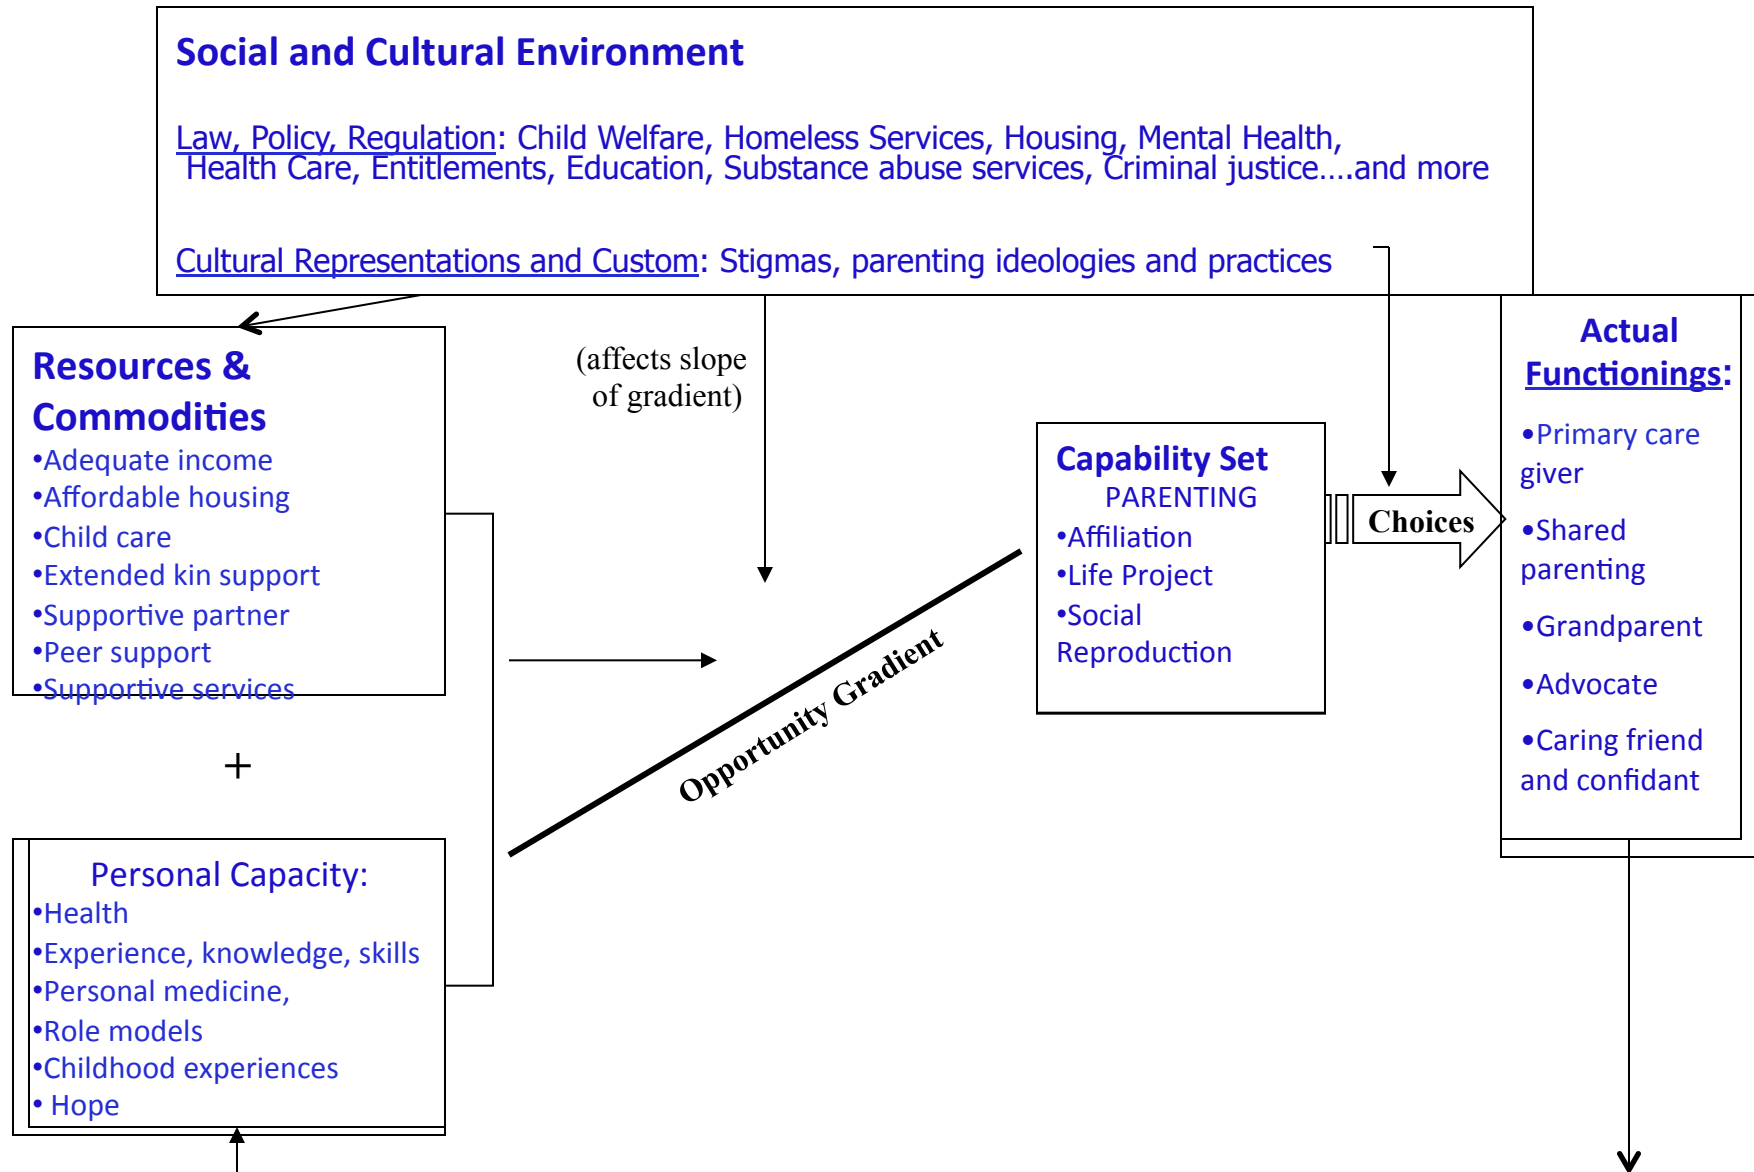 Social and Cultural Environment
Law, Policy, Regulation: Child Welfare, Homeless Services, Housing, Mental Health,
Health Care, Entitlements, Education, Substance abuse services, Criminal justice….and more
Cultural Representations and Custom: Stigmas, parenting ideologies and practices
Resources &
Commodities
•Adequate income
•Affordable housing
•Child care
•Extended kin support
•Supportive partner
•Peer support
•Supportive services
+
Personal Capacity:
•Health
•Experience, knowledge, skills
•Personal medicine,
•Role models
•Childhood experiences
• Hope
(affects slope
of gradient)
Opportunity Gradient
Capability Set
PARENTING
•Affiliation
•Life Project
•Social
Reproduction
Choices
Actual
Functionings:
•Primary care
giver
•Shared
parenting
•Grandparent
•Advocate
•Caring friend
and confidant